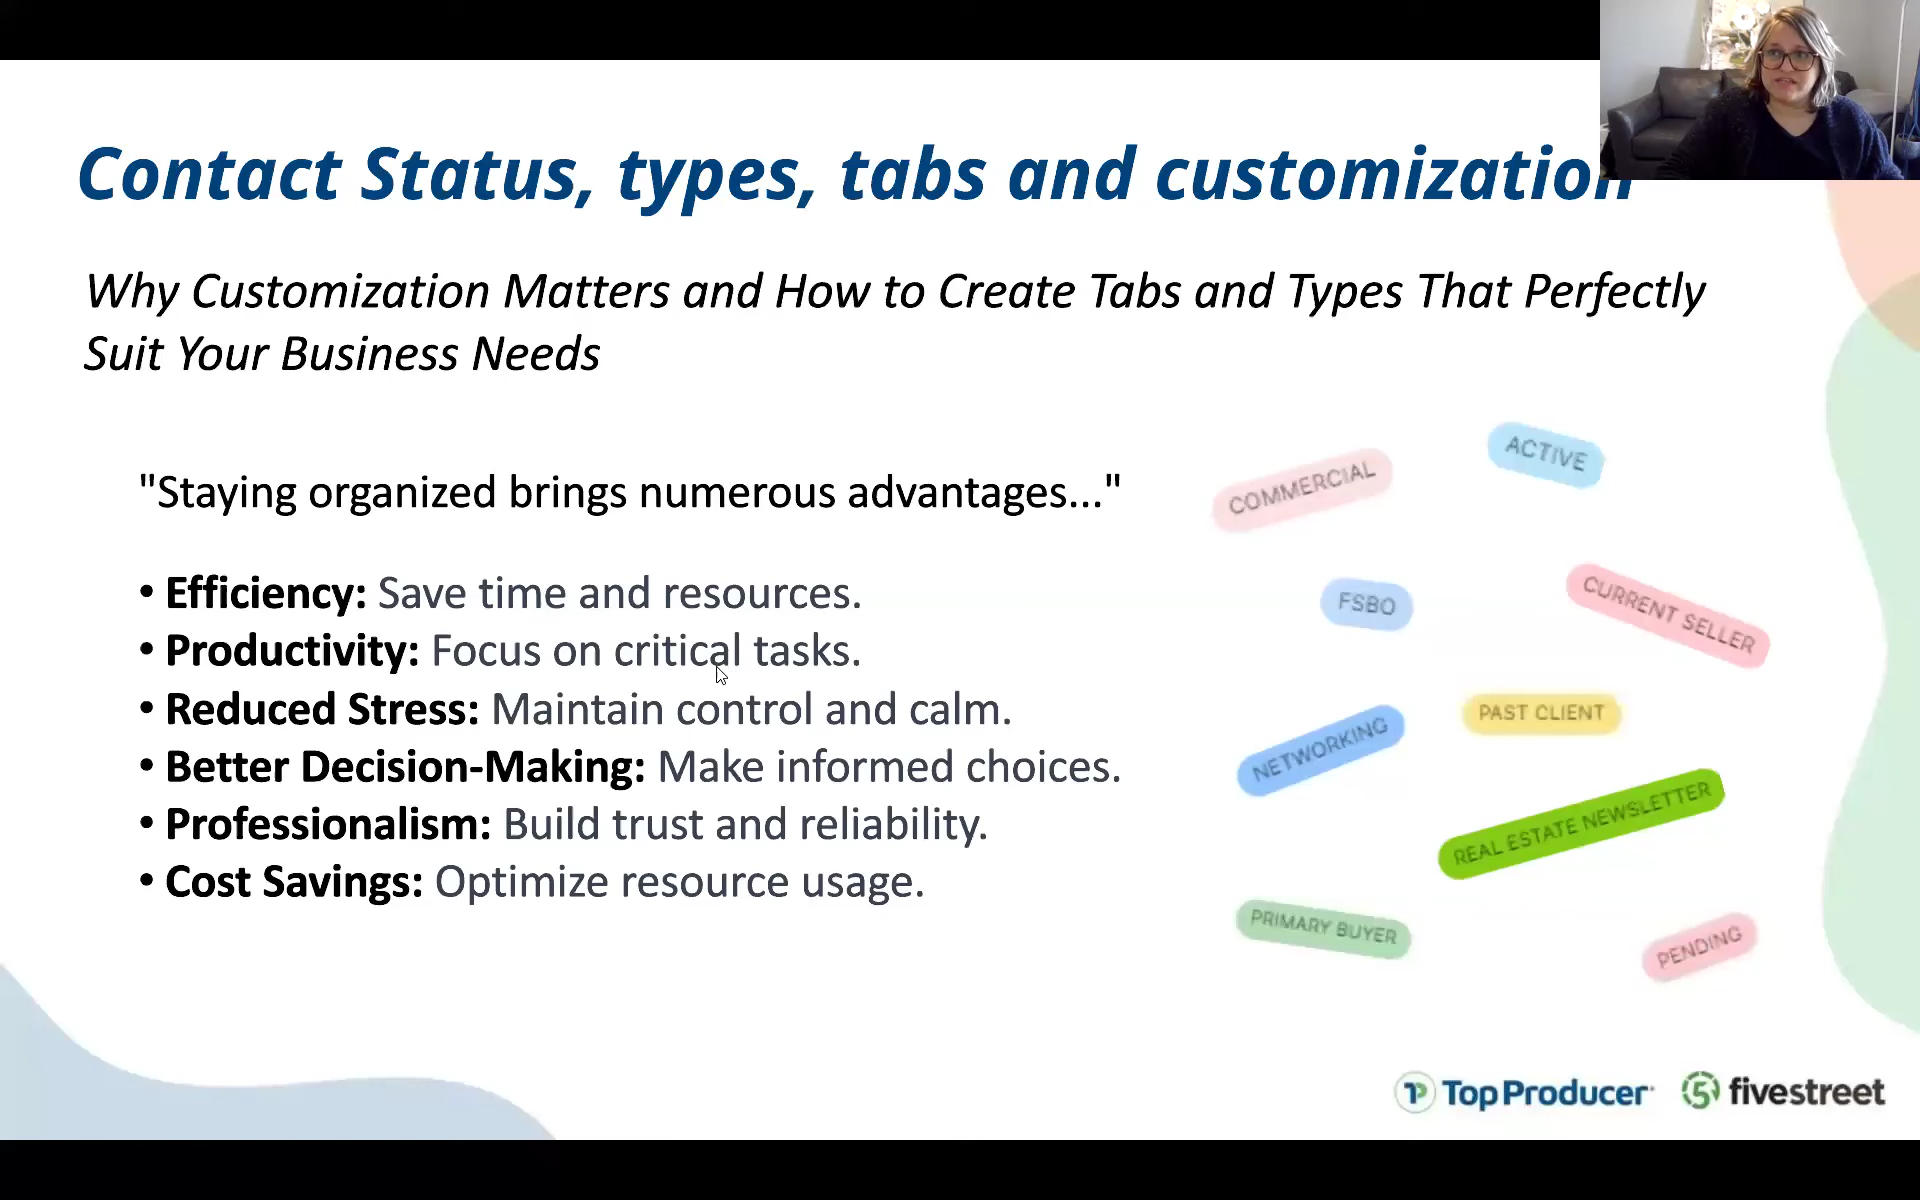 Contact Status, types, tabs and customization
Why Customization Matters and How to Create Tabs and Types That Perfectly
Suit Your Business Needs
"Staying organized brings numerous advantages..."
• Efficiency: Save time and resources.
• Productivity: Focus on critical tasks.
• Reduced Stress: Maintain control and calm.
• Better Decision-Making: Make informed choices.
• Professionalism: Build trust and reliability.
• Cost Savings: Optimize resource usage.
COMMERCIAL
ACTIVE
FSBO
CURRENT SELLER
NETWORKING
PAST CLIENT
REAL ESTATE NEWSLETTER
PRIMARY BUYER
PENDING
Top Producer
5 fivestreet